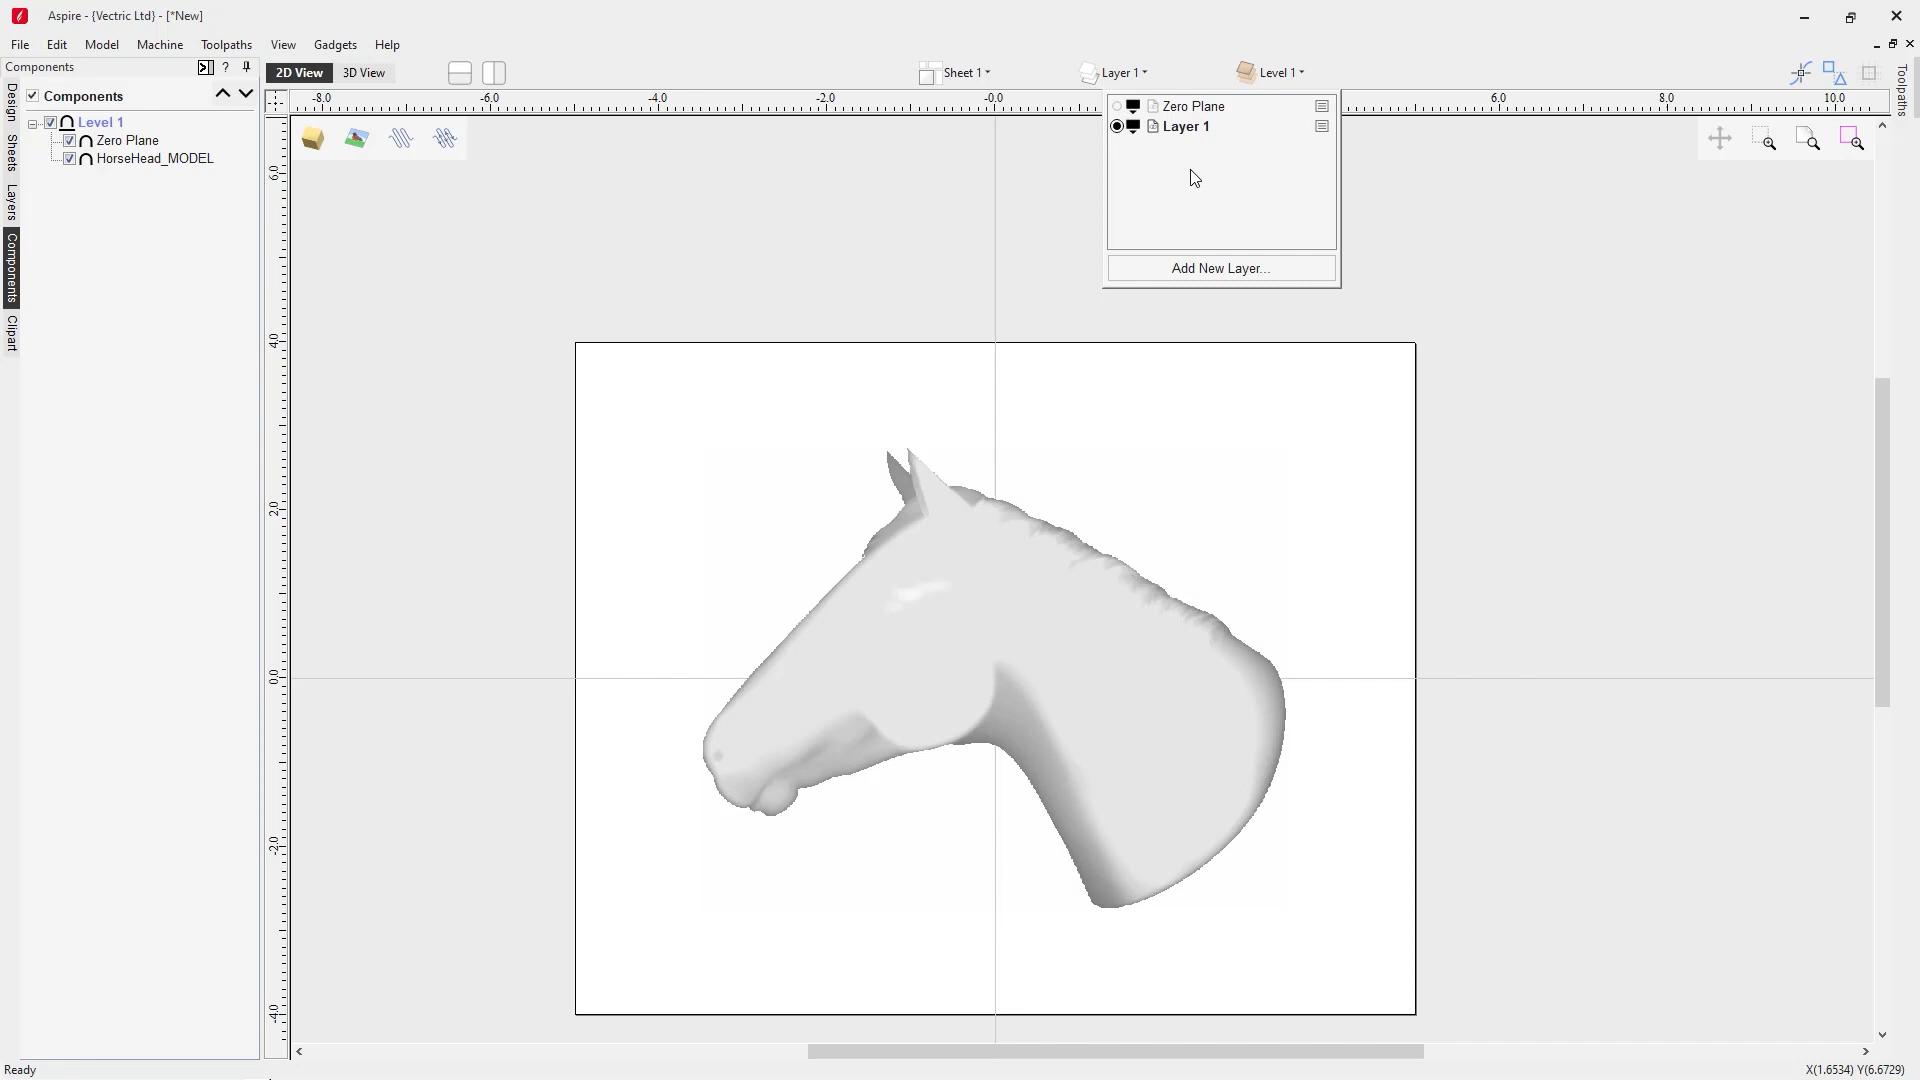 Aspire - {Vectric Ltd} - [*New]
File Edit Model Machine Toolpaths View Gadgets Help
Components ?
2D View 3D View Sheet 1 Layer 1 Level 1
Components
Level 1
Zero Plane
HorseHead_MODEL
Design
Sheets
Layers
Components
Clipart
Toolpaths
-8.0 -6.0 -4.0 -2.0 -0.0 6.0 8.0 10.0
6.0
4.0
2.0
0.0
-2.0
-4.0
Zero Plane
Layer 1
Add New Layer...
Ready
X(1.6534) Y(6.6729)